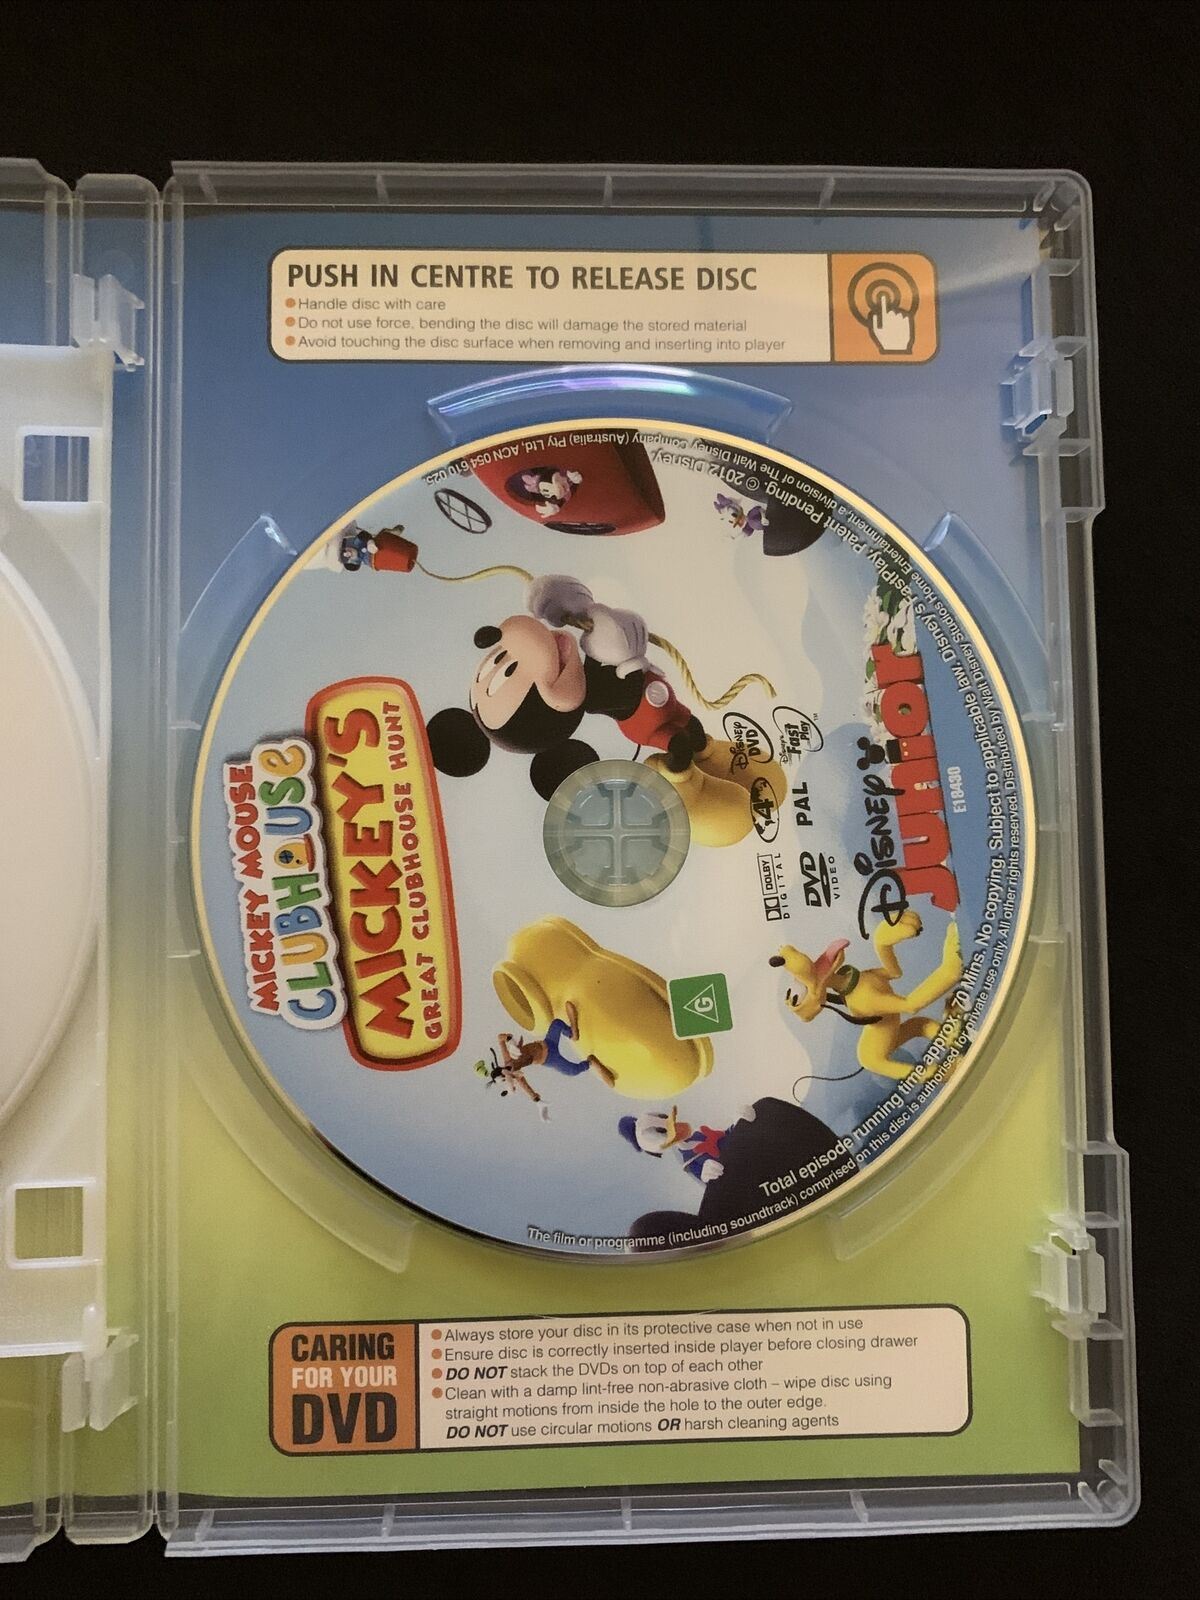 PUSH IN CENTRE TO RELEASE DISC
Handle disc with care
Do not use force, bending the disc will damage the stored material
Avoid touching the disc surface when removing and inserting into player
MICKEY MOUSE
CLUBHOUSE
MICKEY'S
GREAT CLUBHOUSE HUNT
DISNEY
DVD
Disney's
Fast
Play
TM
4
PAL
DOLBY
DIGITAL
DVD
VIDEO
G
DISNEY
JUNIOR
E18430
Total episode running time approx. 70 Mins. No copying. Subject to applicable law. Disney's FastPlay. Patent Pending. © 2012 Disney.
The film or programme (including soundtrack) comprised on this disc is authorised for private use only. All other rights reserved. Distributed by Walt Disney Studios Home Entertainment, a division of The Walt Disney Company (Australia) Pty Ltd, ACN 054 610 025.
CARING
FOR YOUR
DVD
Always store your disc in its protective case when not in use
Ensure disc is correctly inserted inside player before closing drawer
DO NOT stack the DVDs on top of each other
Clean with a damp lint-free non-abrasive cloth – wipe disc using
straight motions from inside the hole to the outer edge.
DO NOT use circular motions OR harsh cleaning agents